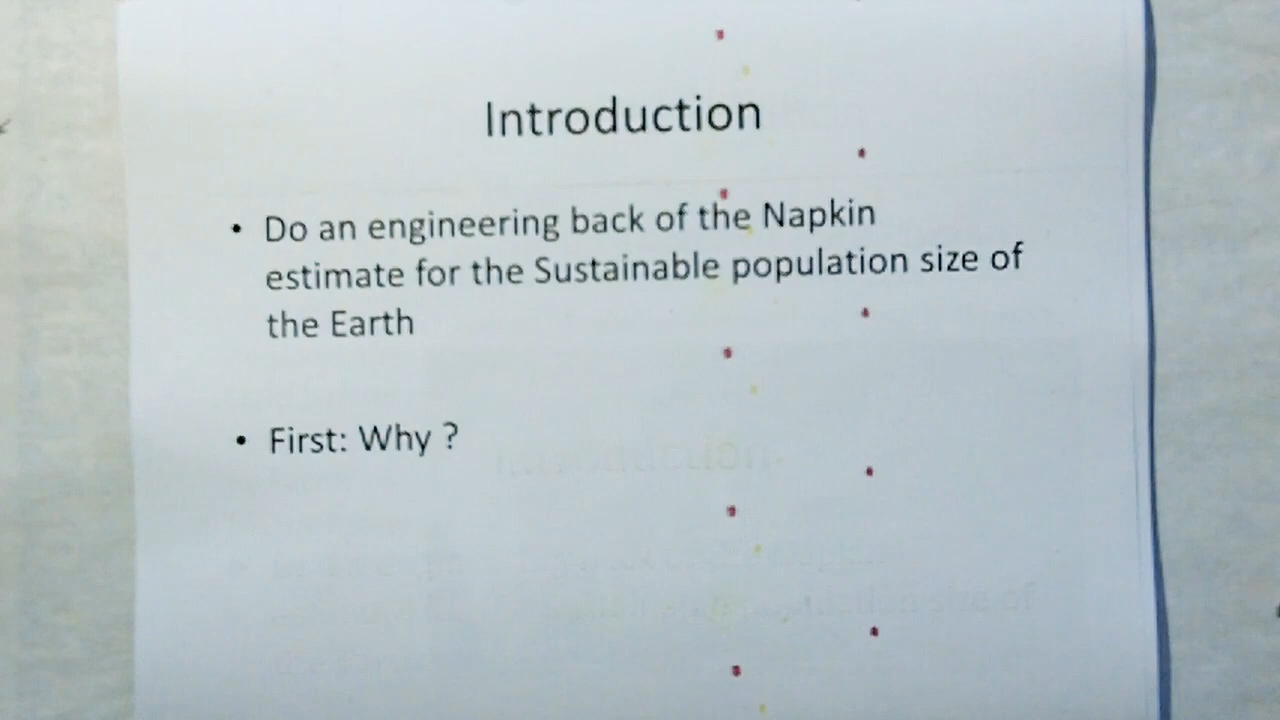 Introduction
• Do an engineering back of the Napkin
estimate for the Sustainable population size of
the Earth
• First: Why ?